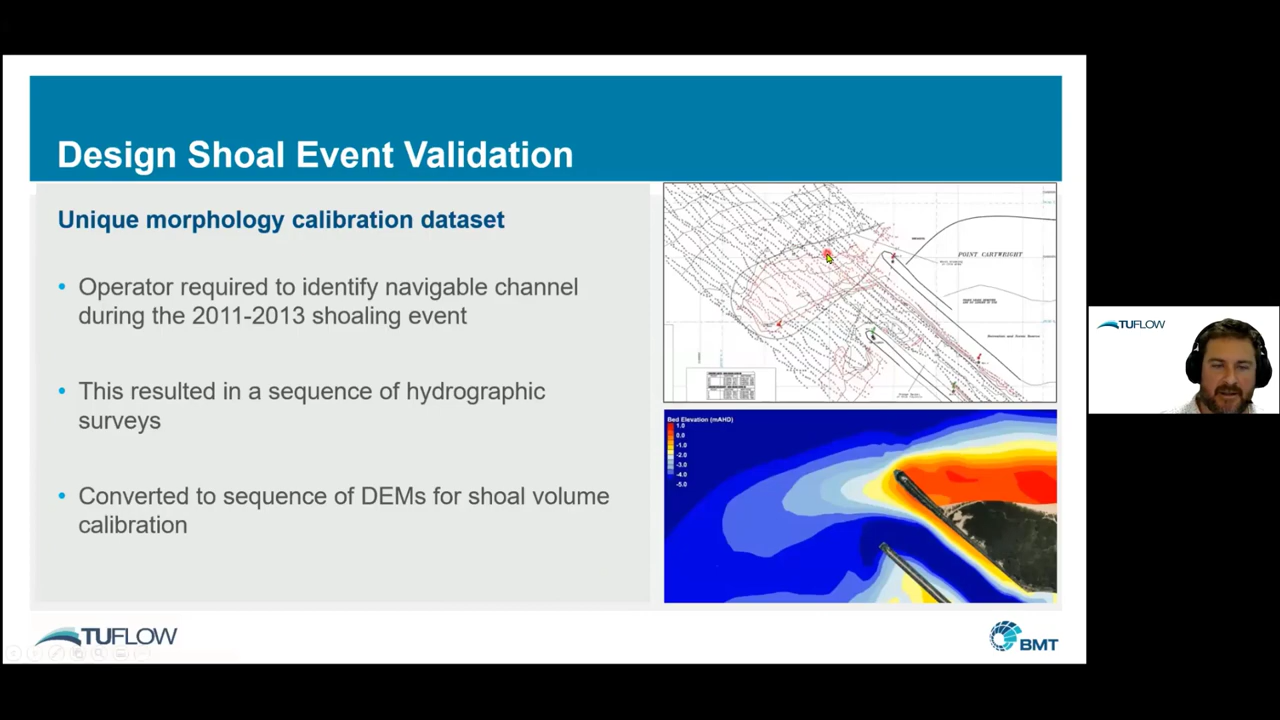 Design Shoal Event Validation
Unique morphology calibration dataset
• Operator required to identify navigable channel
during the 2011-2013 shoaling event
• This resulted in a sequence of hydrographic
surveys
• Converted to sequence of DEMs for shoal volume
calibration
POINT CARTWRIGHT
Bed Elevation (mAHD)
1.0
0.0
-1.0
-2.0
-3.0
-4.0
-5.0
TUFLOW
TUFLOW
BMT